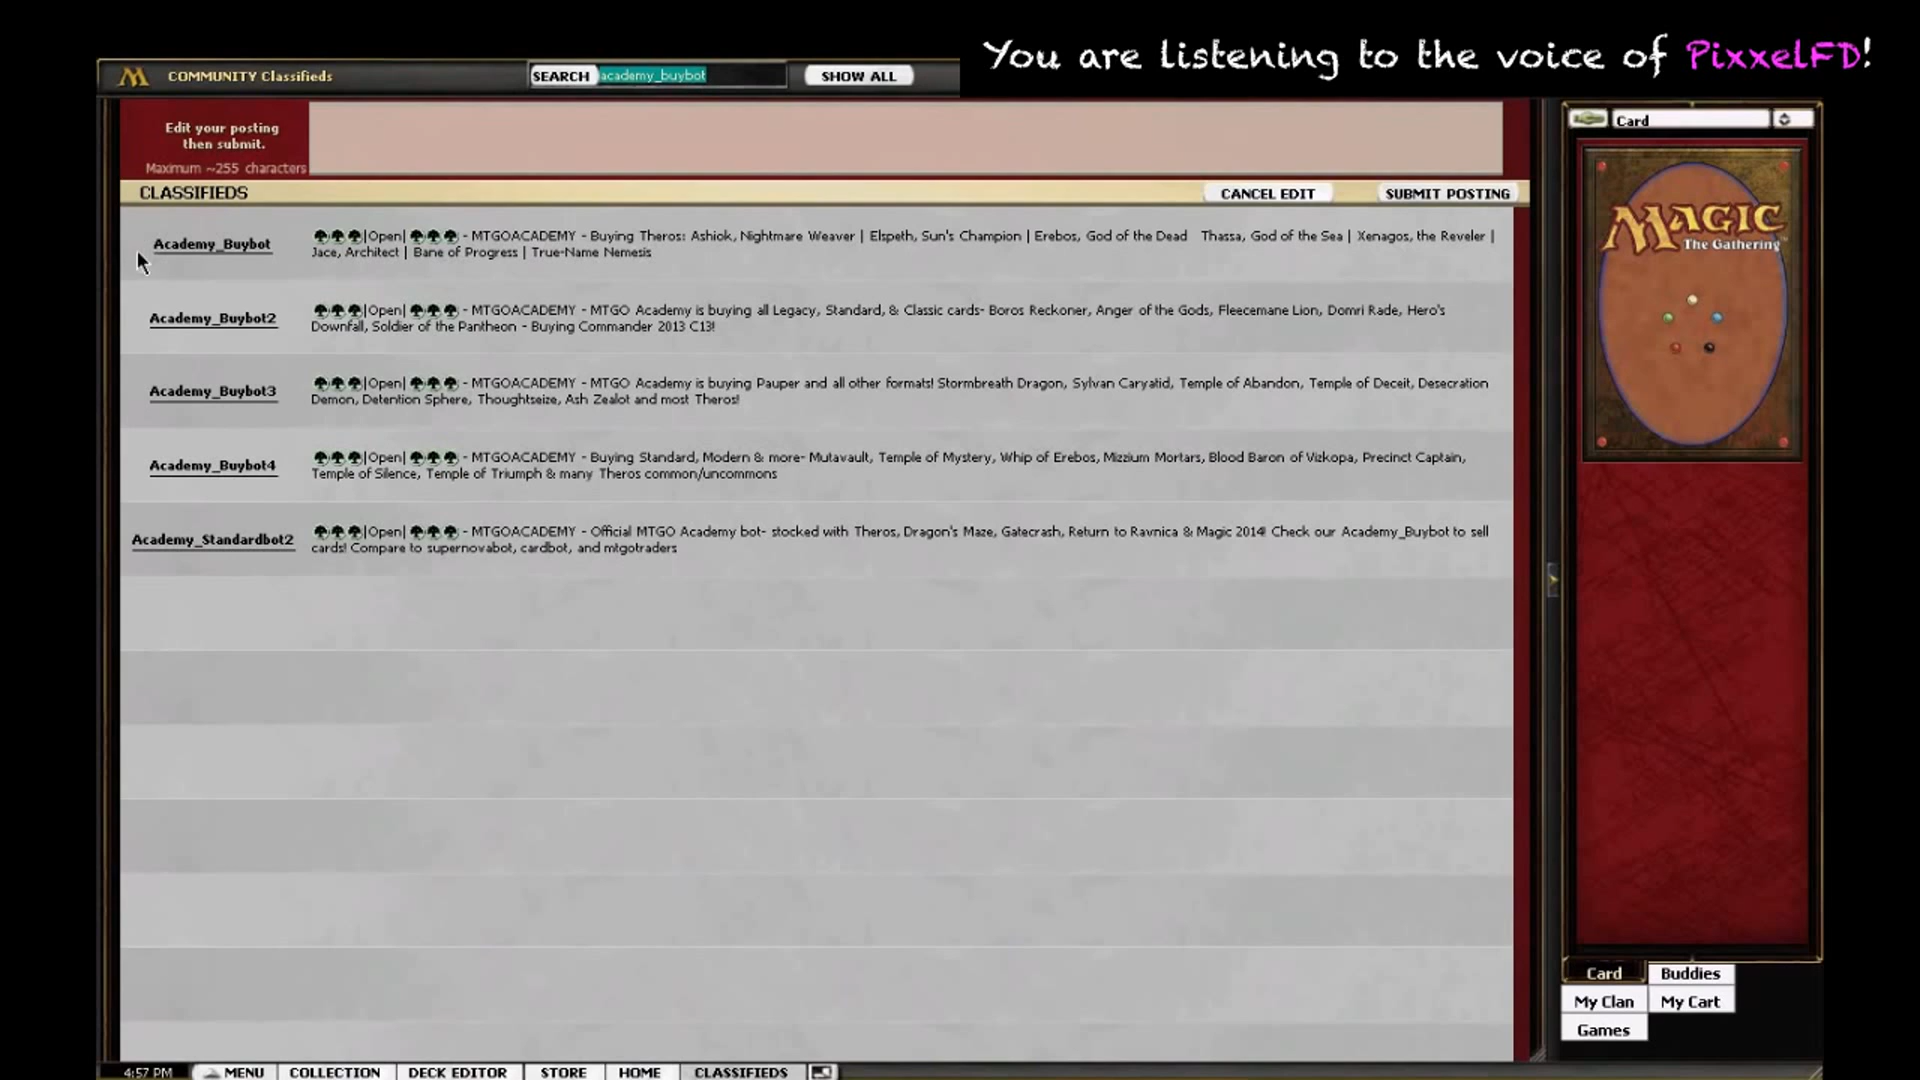 You are listening to the voice of PixxelFD!
COMMUNITY Classifieds
SEARCH academy_buybot
SHOW ALL
Edit your posting
then submit.
Maximum ~255 characters
CLASSIFIEDS
CANCEL EDIT
SUBMIT POSTING
Academy_Buybot
|Open| - MTGOACADEMY - Buying Theros: Ashiok, Nightmare Weaver | Elspeth, Sun's Champion | Erebos, God of the Dead Thassa, God of the Sea | Xenagos, the Reveler |
Jace, Architect | Bane of Progress | True-Name Nemesis
Academy_Buybot2
|Open| - MTGOACADEMY - MTGO Academy is buying all Legacy, Standard, & Classic cards- Boros Reckoner, Anger of the Gods, Fleecemane Lion, Domri Rade, Hero's
Downfall, Soldier of the Pantheon - Buying Commander 2013 C13!
Academy_Buybot3
|Open| - MTGOACADEMY - MTGO Academy is buying Pauper and all other formats! Stormbreath Dragon, Sylvan Caryatid, Temple of Abandon, Temple of Deceit, Desecration
Demon, Detention Sphere, Thoughtseize, Ash Zealot and most Theros!
Academy_Buybot4
|Open| - MTGOACADEMY - Buying Standard, Modern & more- Mutavault, Temple of Mystery, Whip of Erebos, Mizzium Mortars, Blood Baron of Vizkopa, Precinct Captain,
Temple of Silence, Temple of Triumph & many Theros common/uncommons
Academy_Standardbot2
|Open| - MTGOACADEMY - Official MTGO Academy bot- stocked with Theros, Dragon's Maze, Gatecrash, Return to Ravnica & Magic 2014! Check our Academy_Buybot to sell
cards! Compare to supernovabot, cardbot, and mtgotraders
Card
MAGIC
The Gathering
Card
Buddies
My Clan
My Cart
Games
4:57 PM
MENU
COLLECTION
DECK EDITOR
STORE
HOME
CLASSIFIEDS